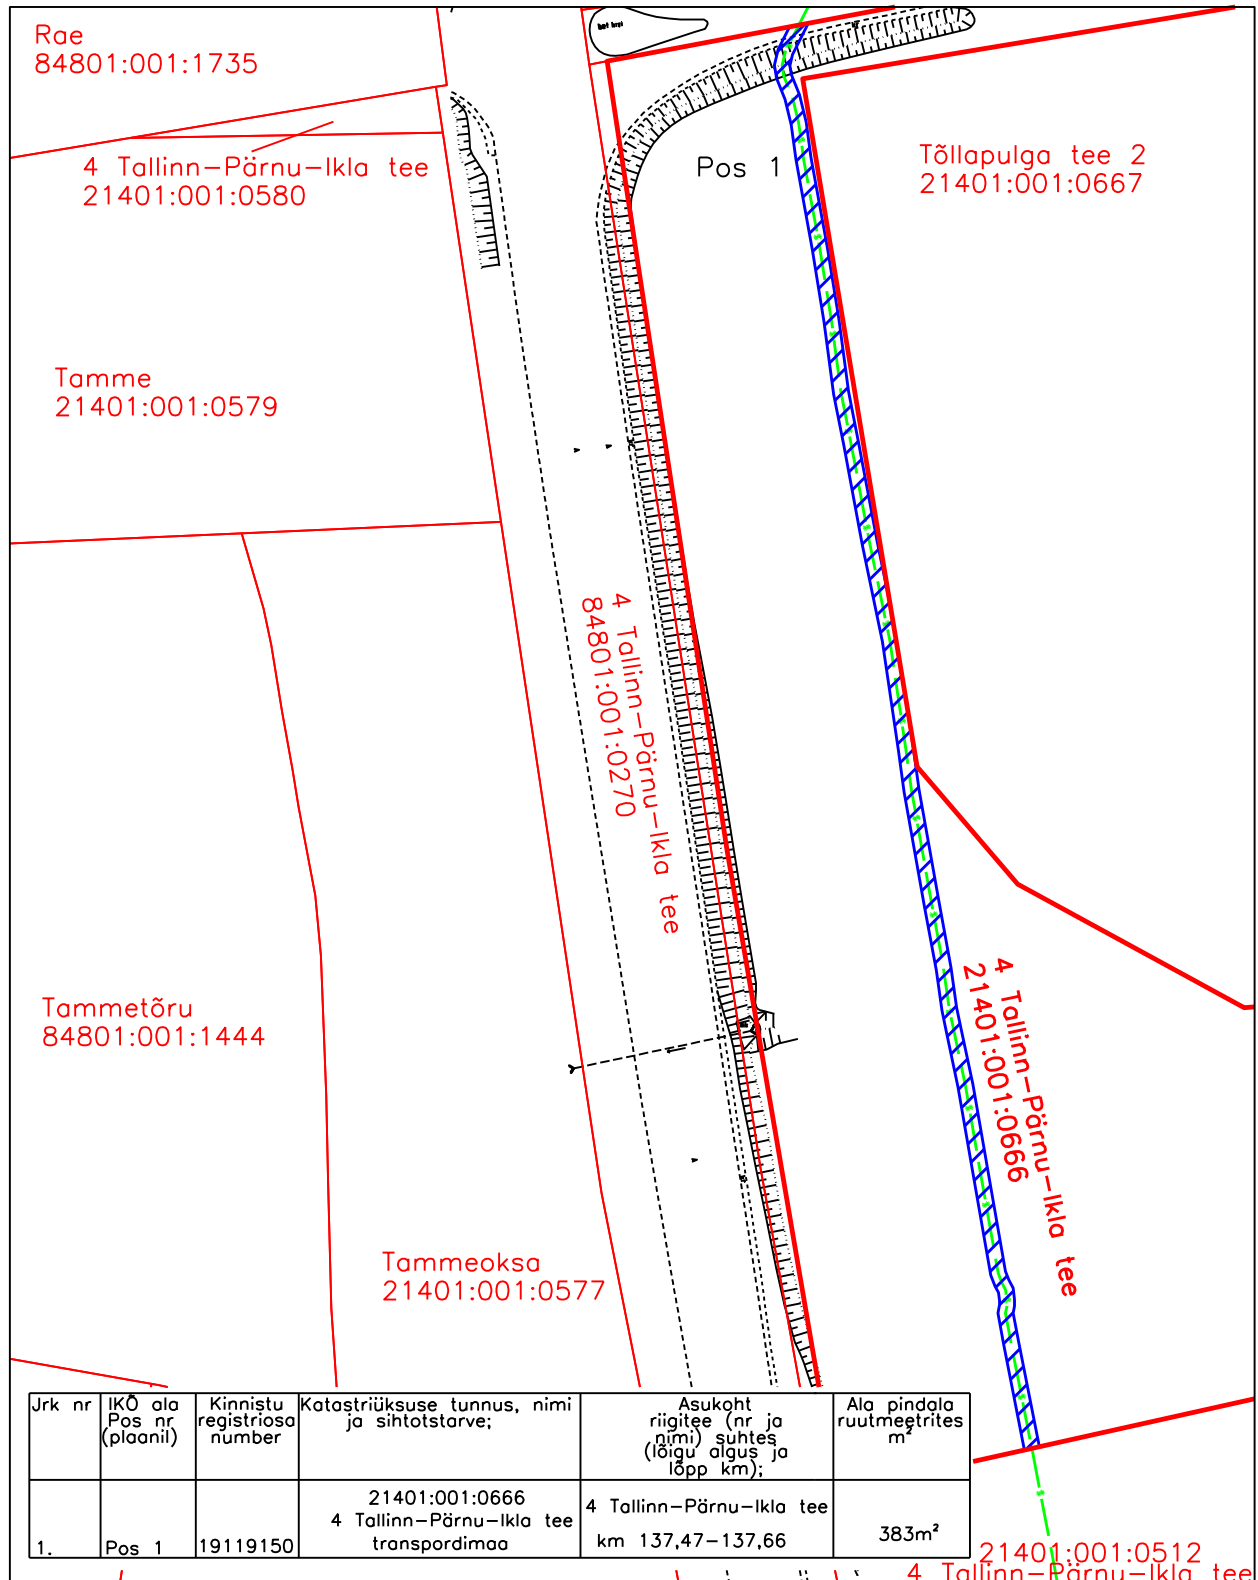 Rae
84801:001:1735
4 Tallinn-Pärnu-Ikla tee
21401:001:0580
Pos 1
Tõllapulga tee 2
21401:001:0667
Tamme
21401:001:0579
4 Tallinn-Pärnu-Ikla tee
84801:001:0270
Tammetõru
84801:001:1444
4 Tallinn-Pärnu-Ikla tee
21401:001:0666
Tammeoksa
21401:001:0577
Jrk nr
IKÕ ala
Pos nr
(plaanil)
Kinnistu
registriosa
number
Katastriüksuse tunnus, nimi
ja sihtotstarve;
Asukoht
riigitee (nr ja
nimi) suhtes
(lõigu algus ja
lõpp km);
Ala pindala
ruutmeetrites
m²
1.
Pos 1
19119150
21401:001:0666
4 Tallinn-Pärnu-Ikla tee
transpordimaa
4 Tallinn-Pärnu-Ikla tee
km 137,47-137,66
383m²
21401:001:0512
4 Tallinn-Pärnu-Ikla tee